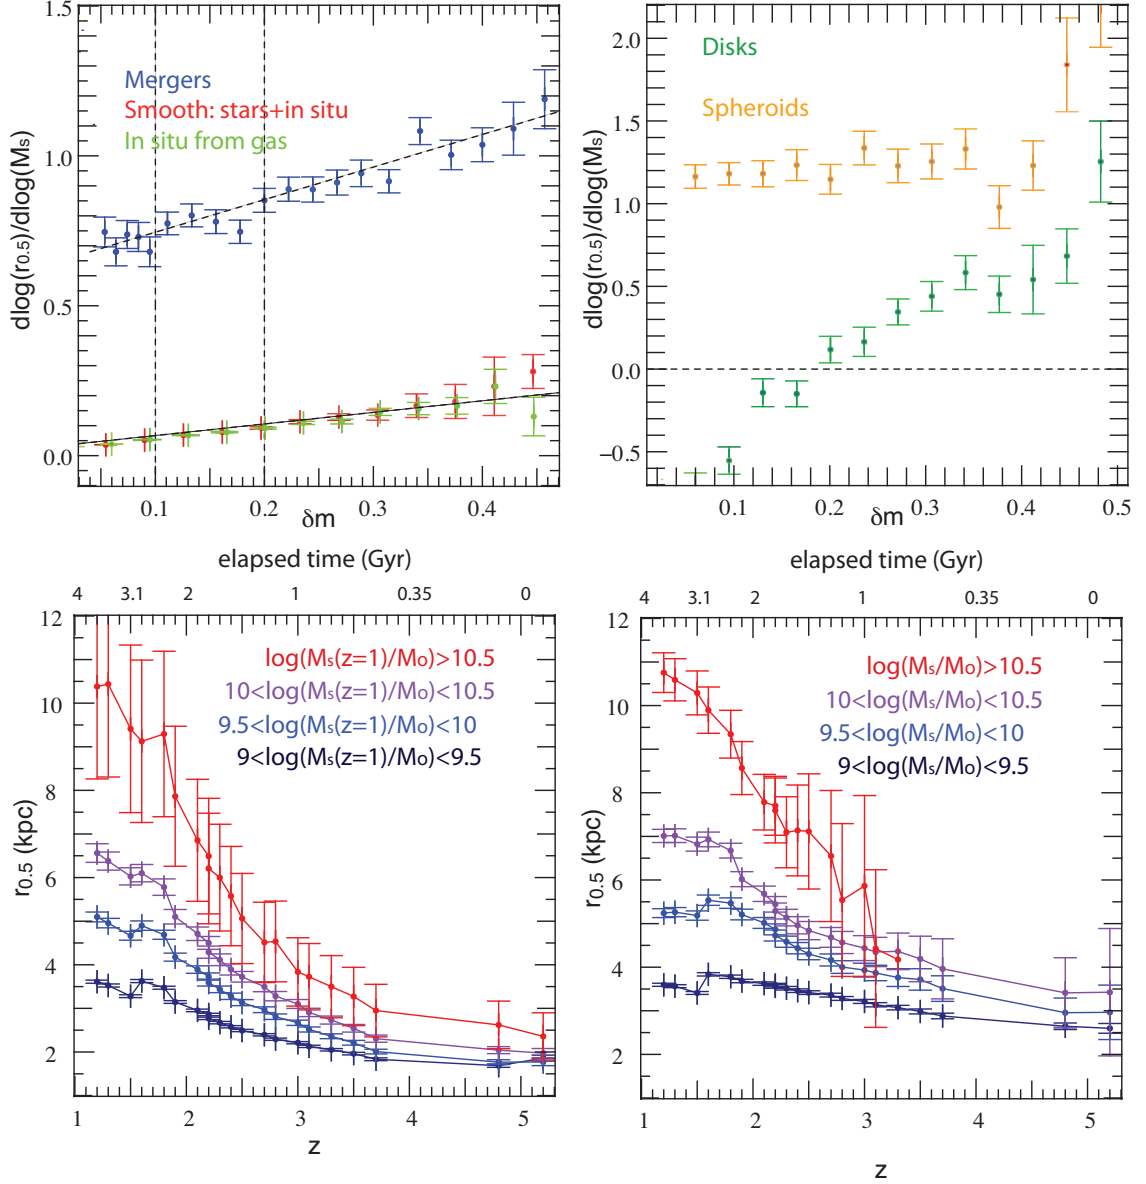 1.5
1.0
0.5
0.0
dlog(r0.5)/dlog(Ms)
Mergers
Smooth: stars+in situ
In situ from gas
0.1 0.2 0.3 0.4
δm
2.0
1.5
1.0
0.5
0.0
−0.5
dlog(r0.5)/dlog(Ms)
Disks
Spheroids
0.1 0.2 0.3 0.4 0.5
δm
elapsed time (Gyr)
4 3.1 2 1 0.35 0
12
10
8
6
4
2
r0.5 (kpc)
log(Ms(z=1)/Mo)>10.5
10<log(Ms(z=1)/Mo)<10.5
9.5<log(Ms(z=1)/Mo)<10
9<log(Ms(z=1)/Mo)<9.5
1 2 3 4 5
z
elapsed time (Gyr)
4 3.1 2 1 0.35 0
12
10
8
6
4
2
r0.5 (kpc)
log(Ms/Mo)>10.5
10<log(Ms/Mo)<10.5
9.5<log(Ms/Mo)<10
9<log(Ms/Mo)<9.5
1 2 3 4 5
z